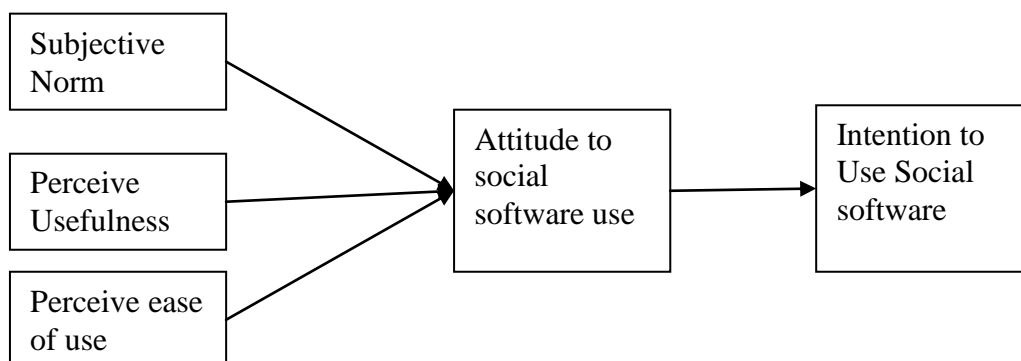 Subjective
Norm
Perceive
Usefulness
Perceive ease
of use
Attitude to
social
software use
Intention to
Use Social
software